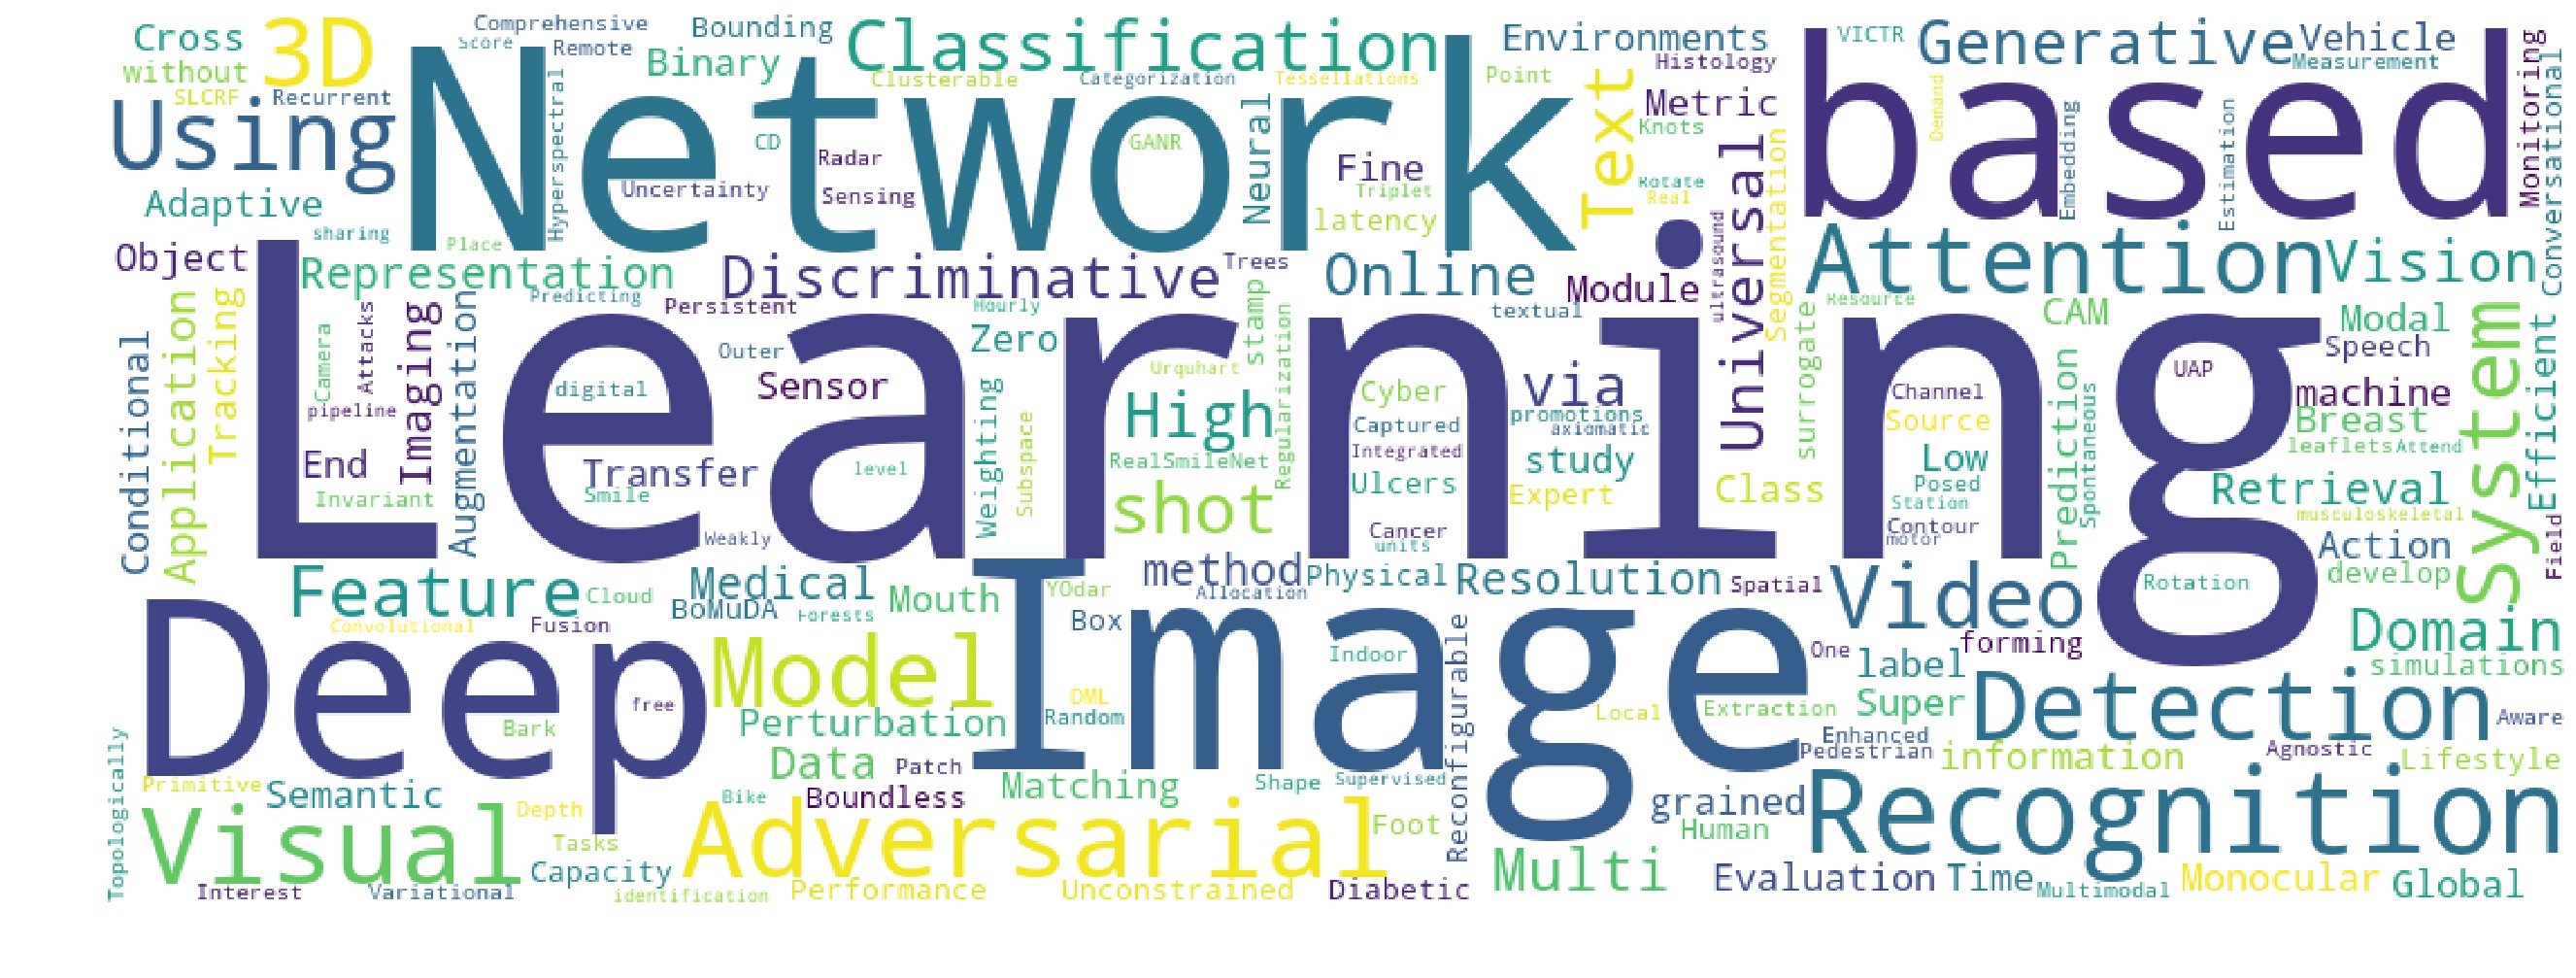 Cross
3D
Comprehensive
Score
Remote
Bounding
Binary
Classification
Clusterable
Categorization
Tessellations
Environments
Point
Histology
VICTR
Generative
Vehicle
Measurement
Monitoring
Conversational
without
SLCRF
Recurrent
Using
Network
based
Hyperspectral
CD
Radar
Uncertainty
Sensing
GANR
Neural
Fine
Triplet
latency
Text
Metric
Knots
Rotate
Real
Universal
Segmentation
Demand
Embedding
Estimation
Adaptive
sharing
Place
Object
Representation
Discriminative
Trees
Online
Module
ultrasound
Attention
Vision
Predicting
Persistent
Hourly
stamp
textual
Resource
CAM
Modal
Speech
Learning
Conditional
Application
Tracking
Camera
Attacks
Imaging
Augmentation
pipeline
End
Invariant
Outer
digital
Sensor
Zero
Urquhart
Regularization
High
Cyber
via
surrogate
Channel
UAP
machine
system
Efficient
Captured
promotions
axiomatic
Integrated
Source
Prediction
Spontaneous
Breast
leaflets
Attend
Transfer
Smile
level
Weighting
Subspace
RealSmileNet
shot
Ulcers
study
Expert
Class
Low
Posed
Station
Retrieval
musculoskeletal
Weakly
Cancer
units
Contour
motor
Action
develop
Field
Feature
Cloud
Medical
BoMuDA
Forests
Mouth
YOdar
method
Allocation
Physical
Resolution
Spatial
Video
Rotation
Domain
simulations
Deep
Convolutional
Fusion
Model
Image
Box
Indoor
Reconfigurable
One
label
forming
free
Bark
Perturbation
DML
Random
Local
Extraction
Super
Detection
Aware
Enhanced
Pedestrian
information
Agnostic
Lifestyle
Topologically
Primitive
Semantic
Data
Patch
Matching
Shape
Supervised
Visual
Depth
Bike
Boundless
Adversarial
Foot
grained
Human
Recognition
Tasks
Capacity
Multi
Interest
Variational
identification
Performance
Unconstrained
Diabetic
Evaluation
Time
Multimodal
Monocular
Global